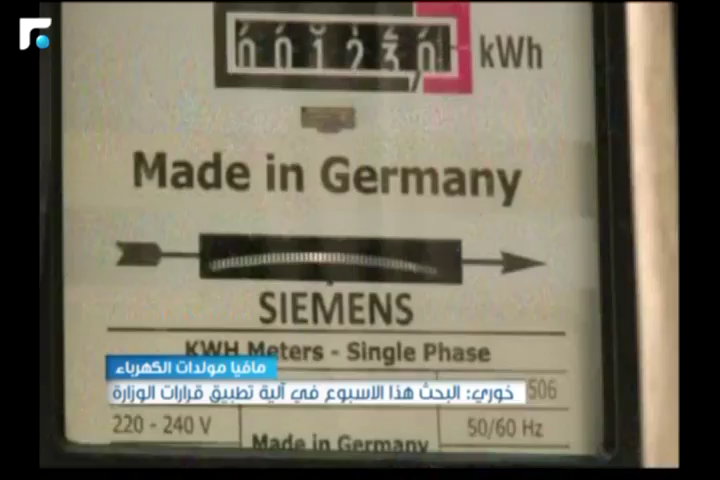 001230
kWh
Made in Germany
SIEMENS
KWH Meters - Single Phase
مافيا مولدات الكهرباء
خوري: البحث هذا الاسبوع في آلية تطبيق قرارات الوزارة
506
220 - 240 V
Made in Germany
50/60 Hz